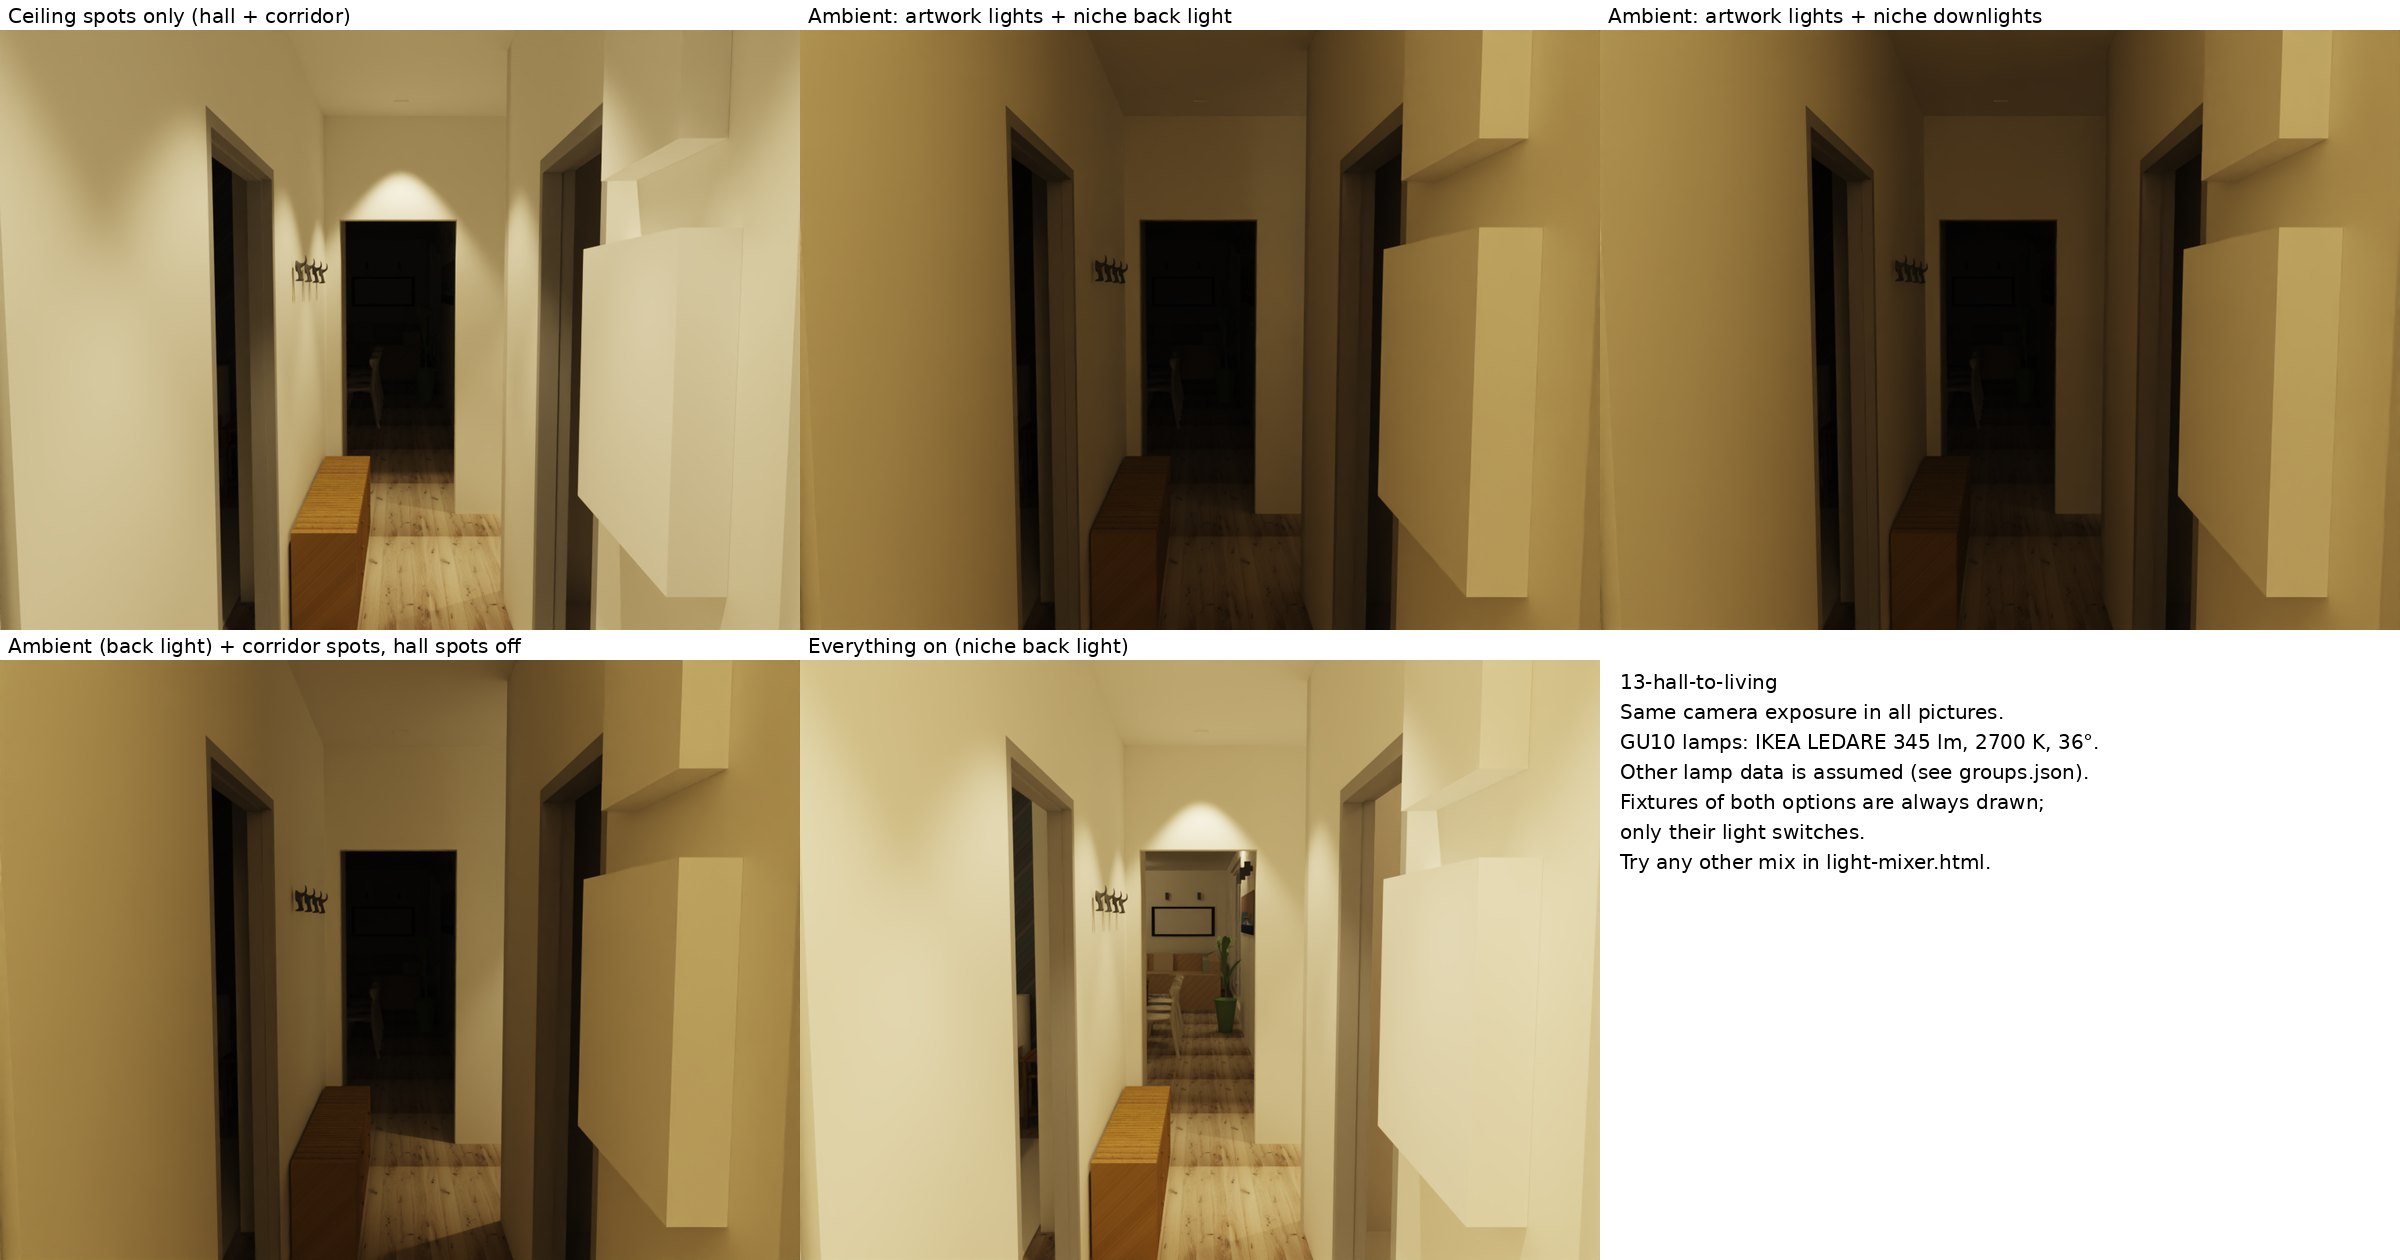 Ceiling spots only (hall + corridor)
Ambient: artwork lights + niche back light
Ambient: artwork lights + niche downlights
Ambient (back light) + corridor spots, hall spots off
Everything on (niche back light)
13-hall-to-living
Same camera exposure in all pictures.
GU10 lamps: IKEA LEDARE 345 lm, 2700 K, 36°.
Other lamp data is assumed (see groups.json).
Fixtures of both options are always drawn;
only their light switches.
Try any other mix in light-mixer.html.